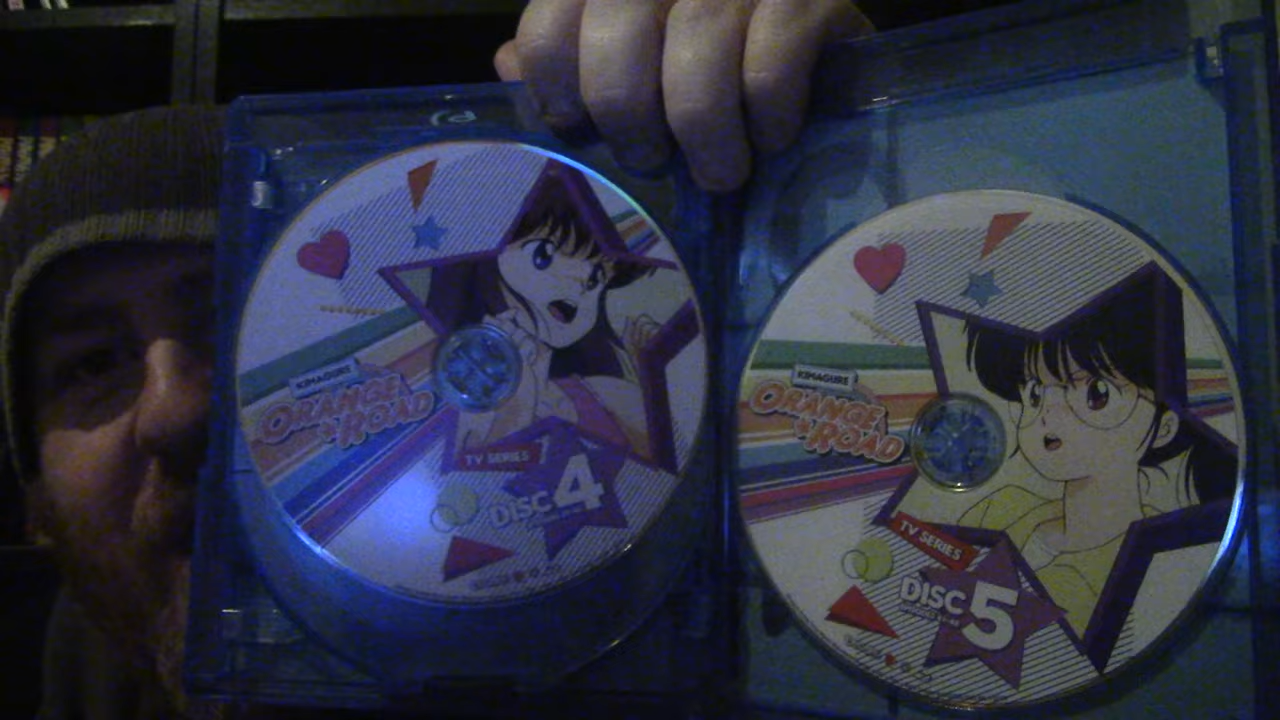 KIMAGURE
ORANGE
ROAD
TV SERIES
DISC 4
KIMAGURE
ORANGE
ROAD
TV SERIES
DISC 5